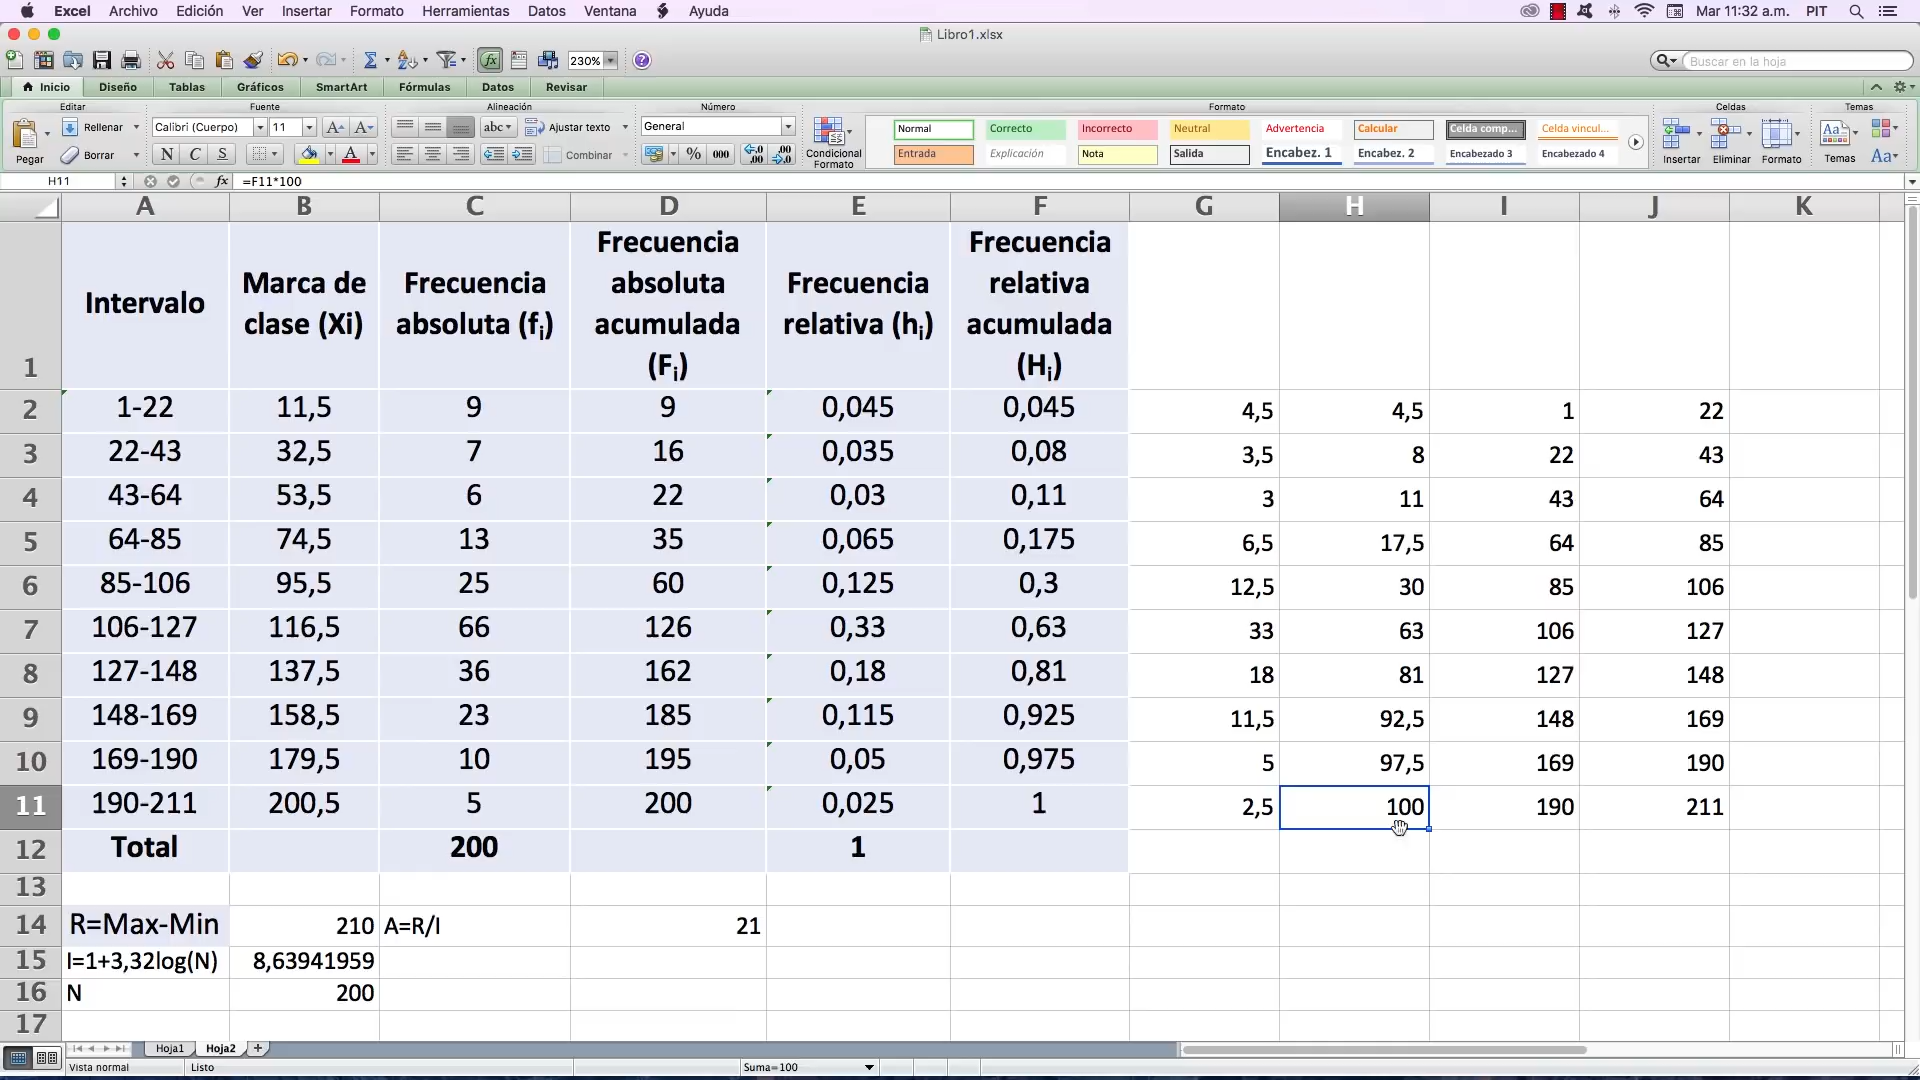 Excel Archivo Edición Ver Insertar Formato Herramientas Datos Ventana Ayuda Mar 11:32 a.m. PIT
Libro1.xlsx
230% Buscar en la hoja
Inicio Diseño Tablas Gráficos SmartArt Fórmulas Datos Revisar
Editar Fuente Alineación Número Formato Celdas Temas
Rellenar Calibri (Cuerpo) 11 A A abc Ajustar texto General Normal Correcto Incorrecto Neutral Advertencia Calcular Celda comp... Celda vincul... Aa
Pegar Borrar N C S A Combinar % 000 Condicional Formato Entrada Explicación Nota Salida Encabez. 1 Encabez. 2 Encabezado 3 Encabezado 4 Insertar Eliminar Formato Temas Aa
H11 fx =F11*100
A B C D E F G H I J K
1 Intervalo Marca de clase (Xi) Frecuencia absoluta (fi) Frecuencia absoluta acumulada (Fi) Frecuencia relativa (hi) Frecuencia relativa acumulada (Hi)
2 1-22 11,5 9 9 0,045 0,045 4,5 4,5 1 22
3 22-43 32,5 7 16 0,035 0,08 3,5 8 22 43
4 43-64 53,5 6 22 0,03 0,11 3 11 43 64
5 64-85 74,5 13 35 0,065 0,175 6,5 17,5 64 85
6 85-106 95,5 25 60 0,125 0,3 12,5 30 85 106
7 106-127 116,5 66 126 0,33 0,63 33 63 106 127
8 127-148 137,5 36 162 0,18 0,81 18 81 127 148
9 148-169 158,5 23 185 0,115 0,925 11,5 92,5 148 169
10 169-190 179,5 10 195 0,05 0,975 5 97,5 169 190
11 190-211 200,5 5 200 0,025 1 2,5 100 190 211
12 Total 200 1
13
14 R=Max-Min 210 A=R/I 21
15 I=1+3,32log(N) 8,63941959
16 N 200
17
Hoja1 Hoja2 +
Vista normal Listo Suma=100